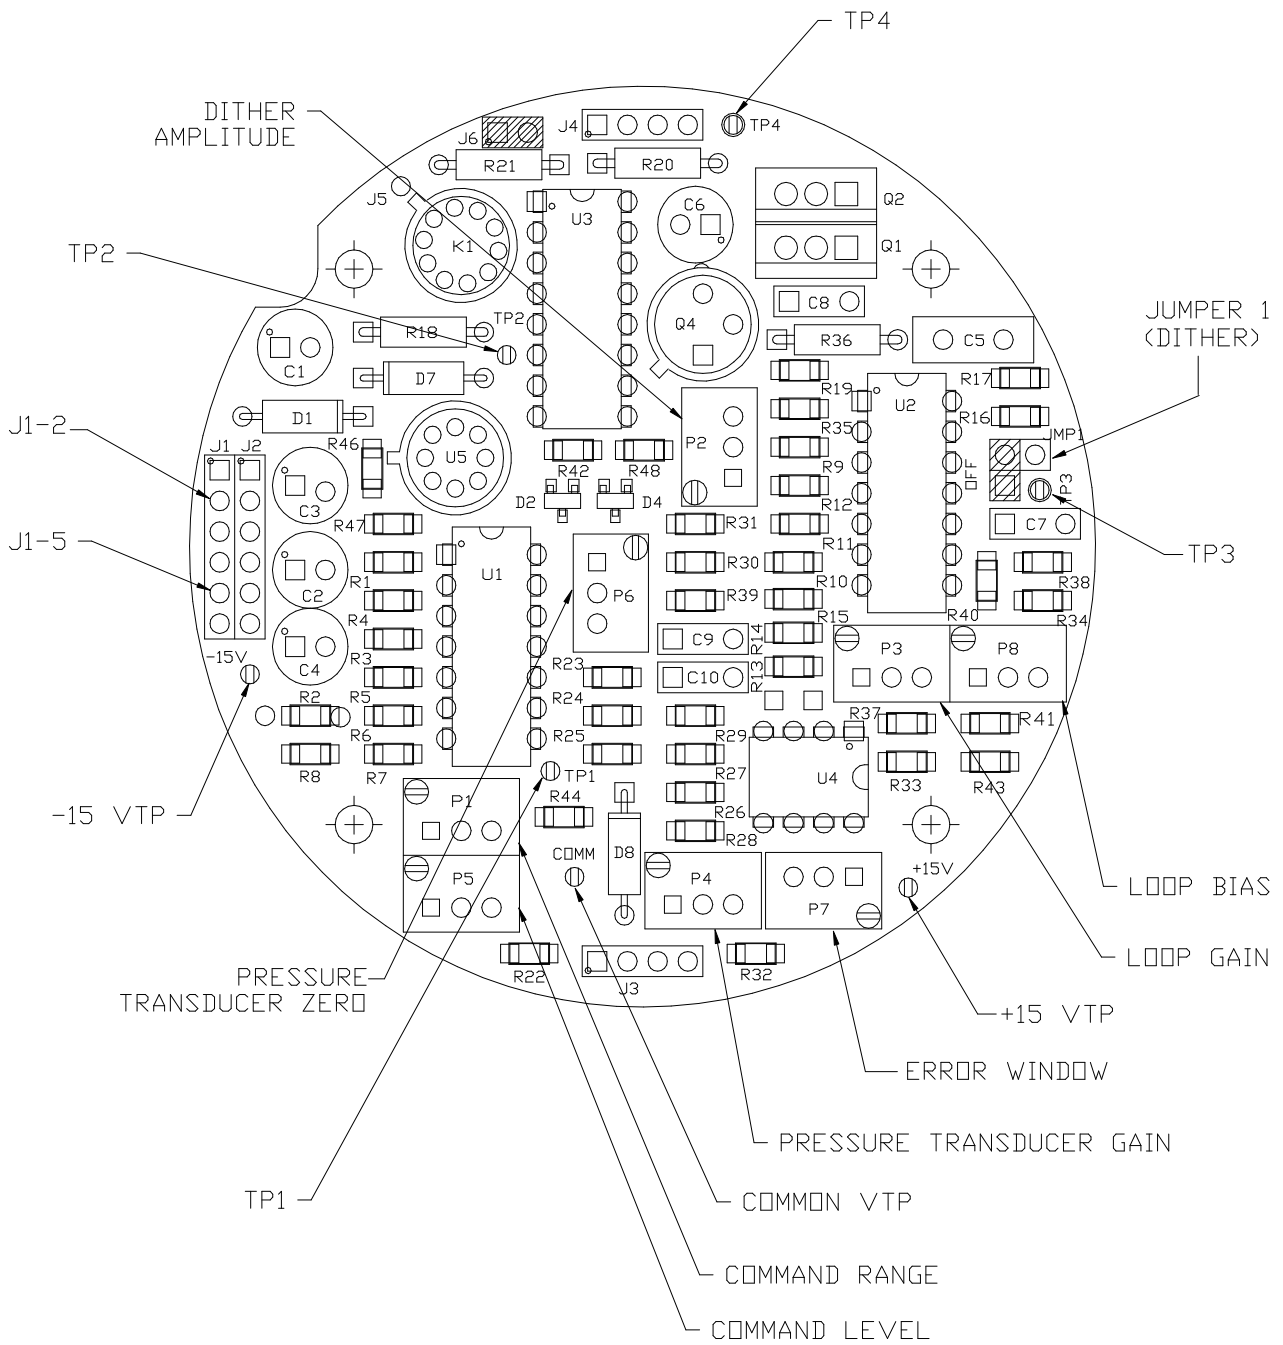 TP4
DITHER
AMPLITUDE
J6
J4
TP4
R21
R20
J5
U3
C6
Q2
K1
Q1
TP2
TP2
C8
JUMPER 1
(DITHER)
R18
Q4
R36
C5
C1
D7
R19
R17
U2
D1
R16
J1-2
J1
J2
R46
P2
R35
JMP1
U5
R42
R48
R9
OFF
P3
C3
D2
D4
R12
R47
R31
C7
J1-5
R11
TP3
U1
R30
R1
C2
P6
R39
R10
R38
R4
R15
R40
R34
-15V
C4
R3
R23
C9
R14
P3
P8
C10
R13
R2
R5
R24
R37
R41
R6
R25
R29
R8
R7
TP1
R27
U4
R33
R43
-15 VTP
P1
R44
R26
R28
COMM
D8
+15V
P5
P4
P7
LOOP BIAS
PRESSURE
TRANSDUCER ZERO
R22
J3
R32
LOOP GAIN
+15 VTP
ERROR WINDOW
PRESSURE TRANSDUCER GAIN
TP1
COMMON VTP
COMMAND RANGE
COMMAND LEVEL